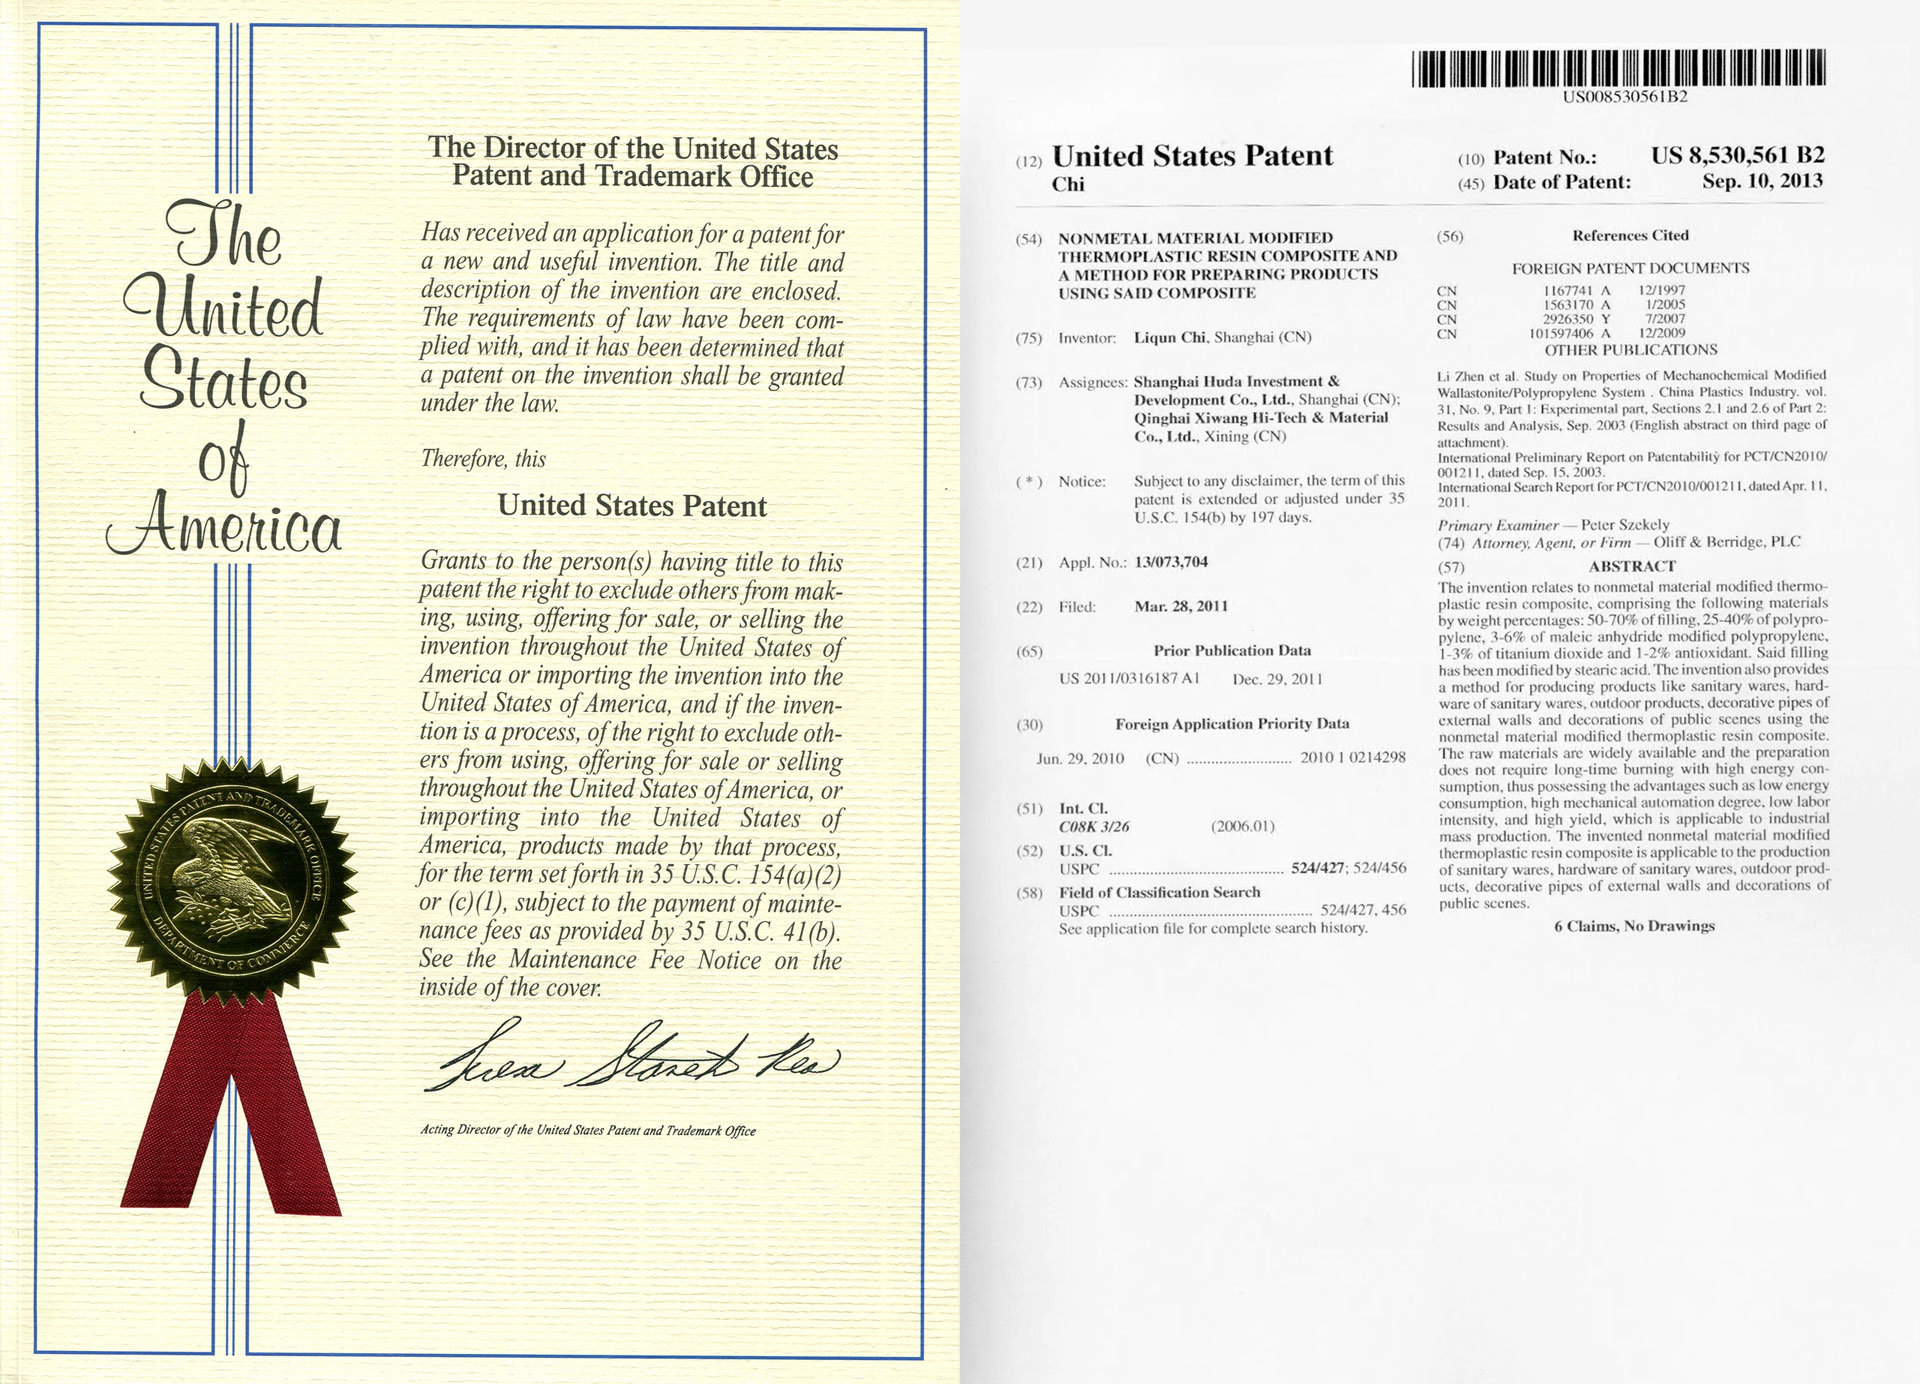 The
United
States
of
America
UNITED STATES PATENT AND TRADEMARK OFFICE
DEPARTMENT OF COMMERCE
The Director of the United States
Patent and Trademark Office
Has received an application for a patent for
a new and useful invention. The title and
description of the invention are enclosed.
The requirements of law have been com-
plied with, and it has been determined that
a patent on the invention shall be granted
under the law.
Therefore, this
United States Patent
Grants to the person(s) having title to this
patent the right to exclude others from mak-
ing, using, offering for sale, or selling the
invention throughout the United States of
America or importing the invention into the
United States of America, and if the inven-
tion is a process, of the right to exclude oth-
ers from using, offering for sale or selling
throughout the United States of America, or
importing into the United States of
America, products made by that process,
for the term set forth in 35 U.S.C. 154(a)(2)
or (c)(1), subject to the payment of mainte-
nance fees as provided by 35 U.S.C. 41(b).
See the Maintenance Fee Notice on the
inside of the cover.
Acting Director of the United States Patent and Trademark Office
US008530561B2
(12) United States Patent
Chi
(10) Patent No.: US 8,530,561 B2
(45) Date of Patent: Sep. 10, 2013
(54) NONMETAL MATERIAL MODIFIED
THERMOPLASTIC RESIN COMPOSITE AND
A METHOD FOR PREPARING PRODUCTS
USING SAID COMPOSITE
(75) Inventor: Liqun Chi, Shanghai (CN)
(73) Assignees: Shanghai Huda Investment &
Development Co., Ltd., Shanghai (CN);
Qinghai Xiwang Hi-Tech & Material
Co., Ltd., Xining (CN)
( * ) Notice: Subject to any disclaimer, the term of this
patent is extended or adjusted under 35
U.S.C. 154(b) by 197 days.
(21) Appl. No.: 13/073,704
(22) Filed: Mar. 28, 2011
(65) Prior Publication Data
US 2011/0316187 A1 Dec. 29, 2011
(30) Foreign Application Priority Data
Jun. 29, 2010 (CN) ............................ 2010 1 0214298
(51) Int. Cl.
C08K 3/26 (2006.01)
(52) U.S. Cl.
USPC .............................................. 524/427; 524/456
(58) Field of Classification Search
USPC ..................................................... 524/427, 456
See application file for complete search history.
(56) References Cited
FOREIGN PATENT DOCUMENTS
CN 1167741 A 12/1997
CN 1563170 A 1/2005
CN 2926350 Y 7/2007
CN 101597406 A 12/2009
OTHER PUBLICATIONS
Li Zhen et al. Study on Properties of Mechanochemical Modified
Wallastonite/Polypropylene System . China Plastics Industry. vol.
31, No. 9, Part 1: Experimental part, Sections 2.1 and 2.6 of Part 2:
Results and Analysis, Sep. 2003 (English abstract on third page of
attachment).
International Preliminary Report on Patentability for PCT/CN2010/
001211, dated Sep. 15, 2003.
International Search Report for PCT/CN2010/001211, dated Apr. 11,
2011.
Primary Examiner — Peter Szekely
(74) Attorney, Agent, or Firm — Oliff & Berridge, PLC
(57) ABSTRACT
The invention relates to nonmetal material modified thermo-
plastic resin composite, comprising the following materials
by weight percentages: 50-70% of filling, 25-40% of polypro-
pylene, 3-6% of maleic anhydride modified polypropylene,
1-3% of titanium dioxide and 1-2% antioxidant. Said filling
has been modified by stearic acid. The invention also provides
a method for producing products like sanitary wares, hard-
ware of sanitary wares, outdoor products, decorative pipes of
external walls and decorations of public scenes using the
nonmetal material modified thermoplastic resin composite.
The raw materials are widely available and the preparation
does not require long-time burning with high energy con-
sumption, thus possessing the advantages such as low energy
consumption, high mechanical automation degree, low labor
intensity, and high yield, which is applicable to industrial
mass production. The invented nonmetal material modified
thermoplastic resin composite is applicable to the production
of sanitary wares, hardware of sanitary wares, outdoor prod-
ucts, decorative pipes of external walls and decorations of
public scenes.
6 Claims, No Drawings